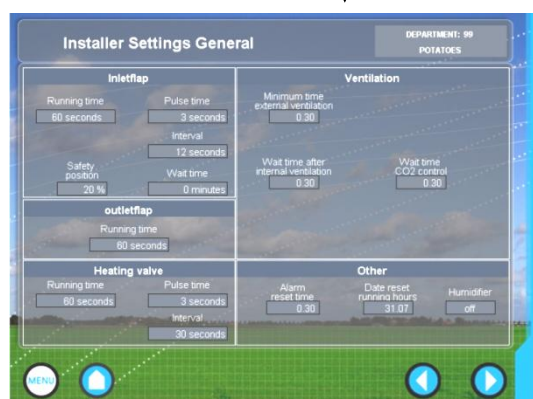 Installer Settings General
DEPARTMENT: 99
POTATOES
Inletflap
Running time
60 seconds
Pulse time
3 seconds
Interval
12 seconds
Safety
position
20 %
Wait time
0 minutes
Ventilation
Minimum time
external ventilation
0.30
Wait time after
internal ventilation
0.30
Wait time
CO2 control
0.30
outletflap
Running time
60 seconds
Heating valve
Running time
60 seconds
Pulse time
3 seconds
Interval
30 seconds
Other
Alarm
reset time
0.30
Date reset
running hours
31.07
Humidifier
off
MENU